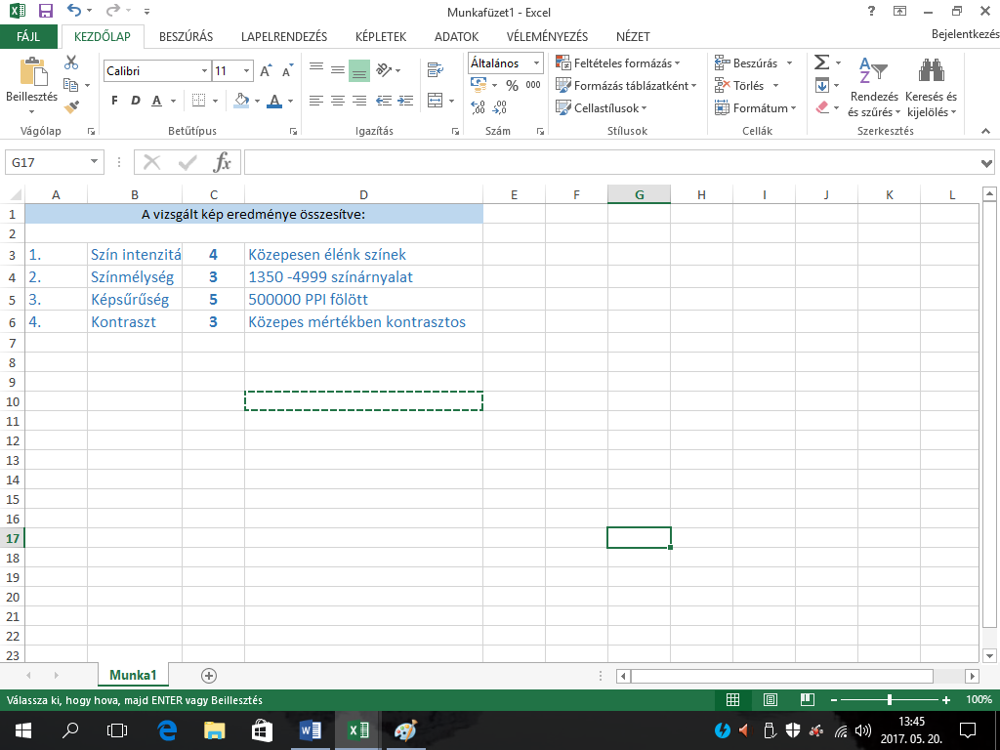 Munkafüzet1 - Excel
FÁJL KEZDŐLAP BESZÚRÁS LAPELRENDEZÉS KÉPLETEK ADATOK VÉLEMÉNYEZÉS NÉZET Bejelentkezés
Beillesztés
Vágólap
Calibri 11
F D A
Betűtípus
Igazítás
Általános
% 000
Szám
Feltételes formázás
Formázás táblázatként
Cellastílusok
Stílusok
Beszúrás
Törlés
Formátum
Cellák
Rendezés és szűrés
Keresés és kijelölés
Szerkesztés
G17
A B C D E F G H I J K L
1 A vizsgált kép eredménye összesítve:
2
3 1. Szín intenzitá 4 Közepesen élénk színek
4 2. Színmélység 3 1350 -4999 színárnyalat
5 3. Képsűrűség 5 500000 PPI fölött
6 4. Kontraszt 3 Közepes mértékben kontrasztos
7
8
9
10
11
12
13
14
15
16
17
18
19
20
21
22
23
Munka1
Válassza ki, hogy hova, majd ENTER vagy Beillesztés 100%
13:45
2017. 05. 20.